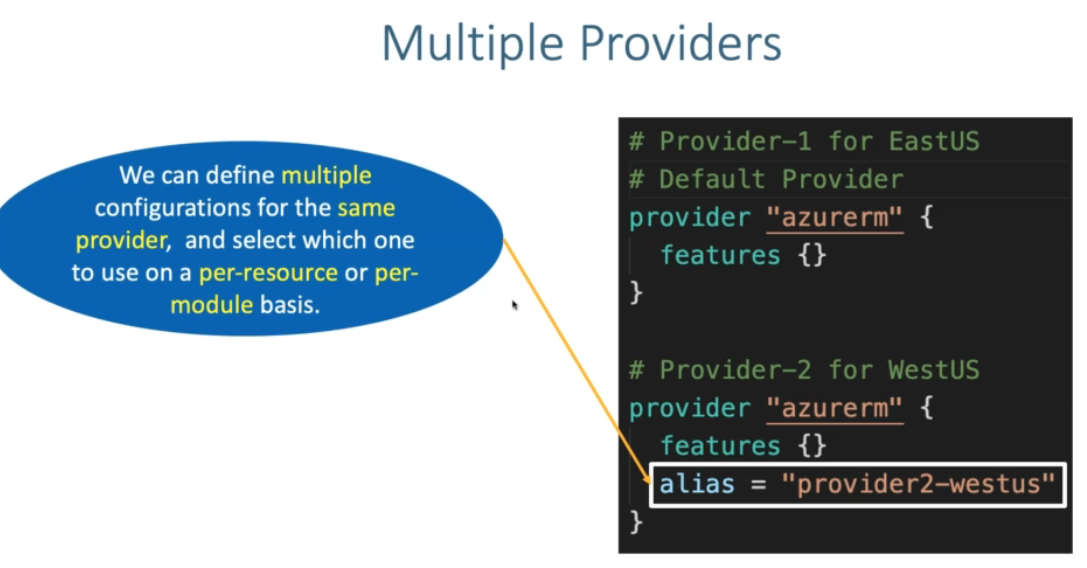 Multiple Providers
We can define multiple
configurations for the same
provider, and select which one
to use on a per-resource or per-
module basis.
# Provider-1 for EastUS
# Default Provider
provider "azurerm" {
  features {}
}
# Provider-2 for WestUS
provider "azurerm" {
  features {}
  alias = "provider2-westus"
}